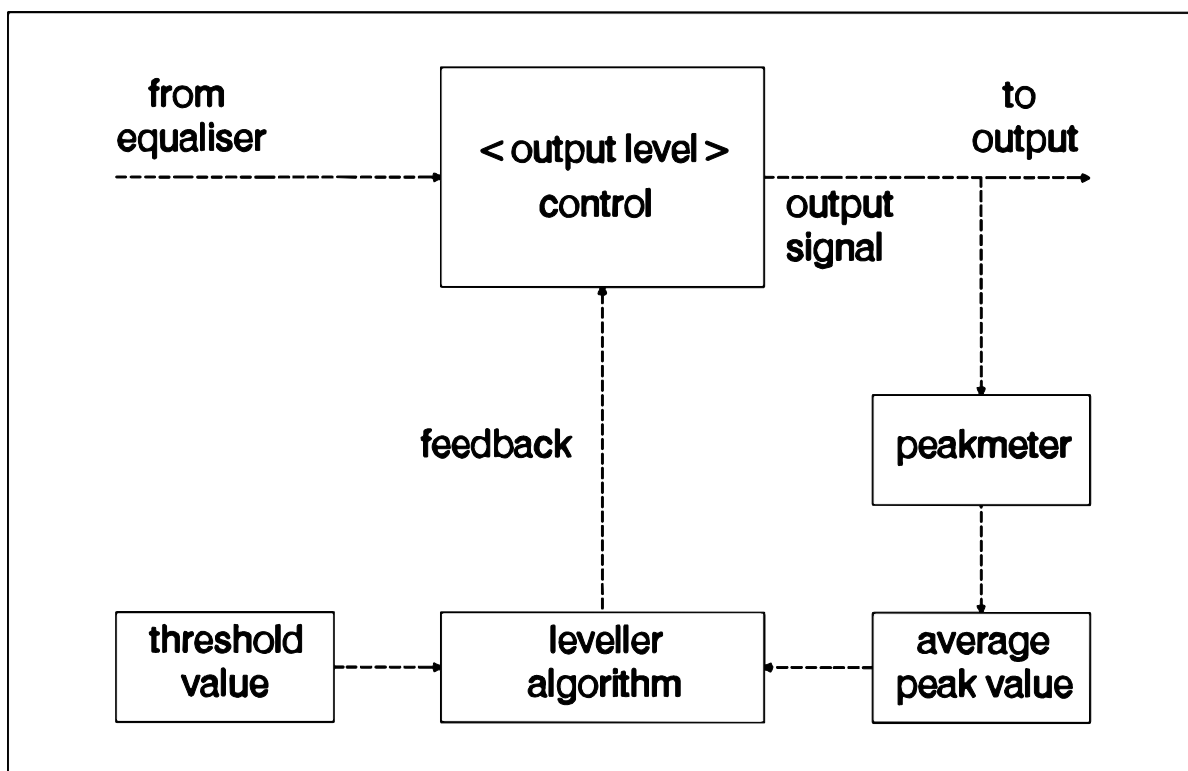 from
equaliser
< output level >
control
to
output
output
signal
feedback
peakmeter
threshold
value
leveller
algorithm
average
peak value